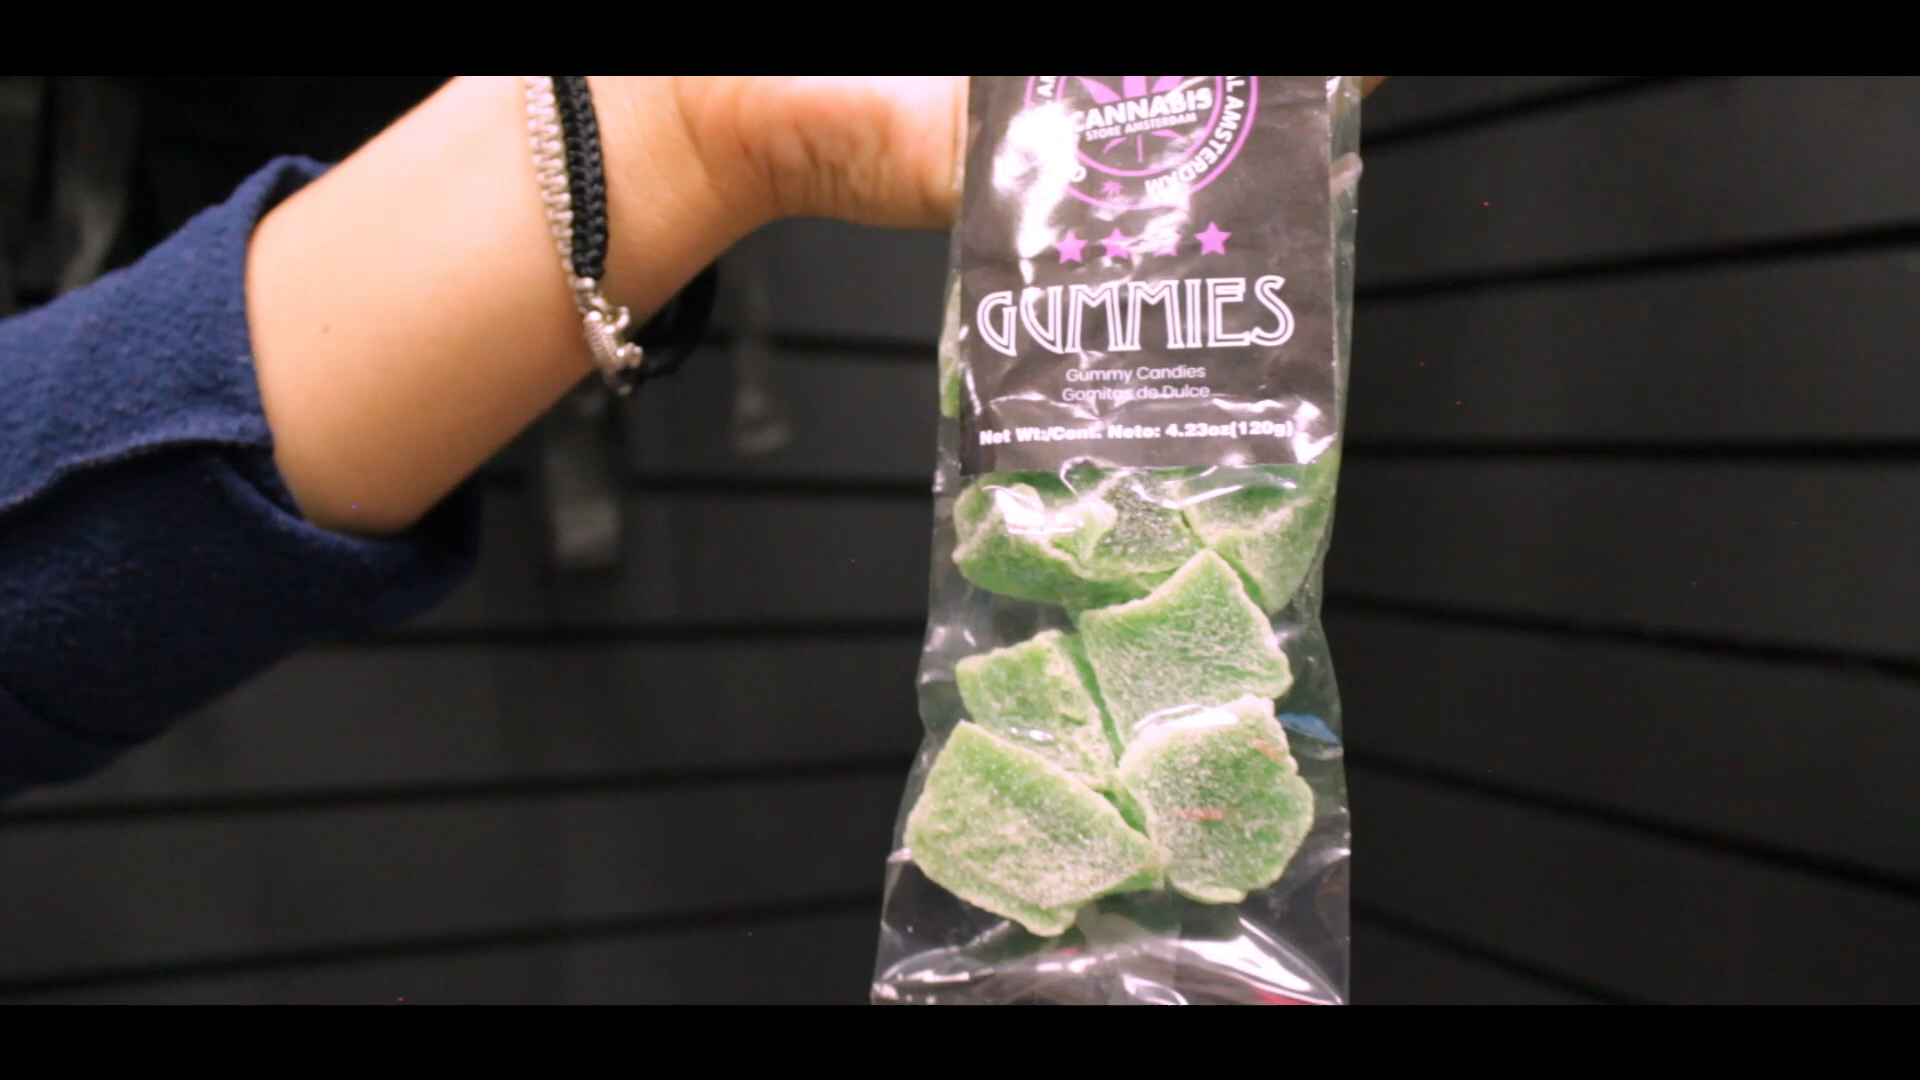 CANNABIS
STORE AMSTERDAM
AMSTERDAM
GUMMIES
Gummy Candies
Gomitas de Dulce
Net Wt:/Cont. Neto: 4.23oz(120g)